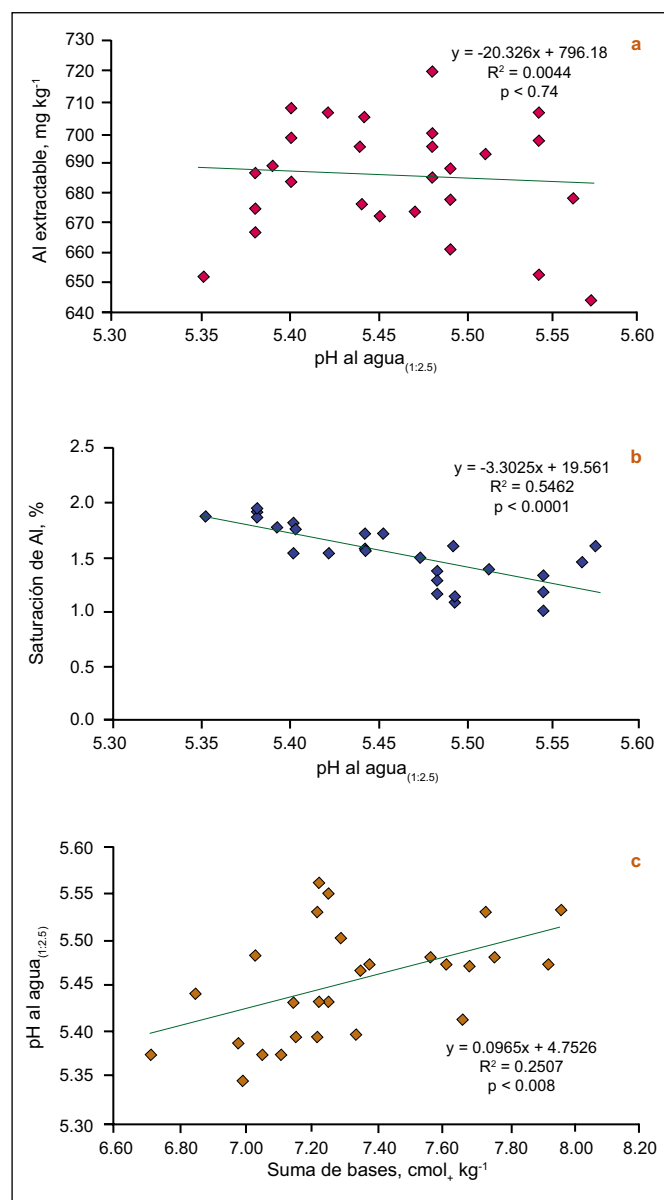 a
y = -20.326x + 796.18
R² = 0.0044
p < 0.74
Al extractable, mg kg⁻¹
730
720
710
700
690
680
670
660
650
640
5.30 5.35 5.40 5.45 5.50 5.55 5.60
pH al agua(1:2.5)
b
y = -3.3025x + 19.561
R² = 0.5462
p < 0.0001
Saturación de Al, %
2.5
2.0
1.5
1.0
0.5
0.0
5.30 5.35 5.40 5.45 5.50 5.55 5.60
pH al agua(1:2.5)
c
pH al agua(1:2.5)
5.60
5.55
5.50
5.45
5.40
5.35
5.30
y = 0.0965x + 4.7526
R² = 0.2507
p < 0.008
6.60 6.80 7.00 7.20 7.40 7.60 7.80 8.00 8.20
Suma de bases, cmol₊ kg⁻¹